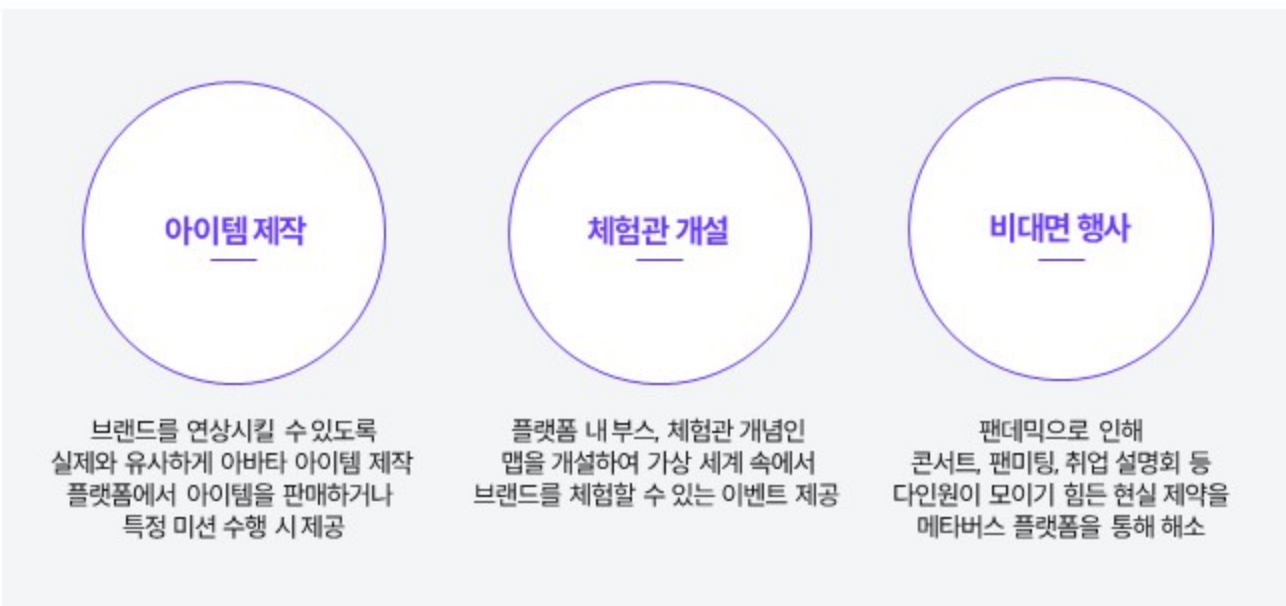 아이템 제작
브랜드를 연상시킬 수 있도록
실제와 유사하게 아바타 아이템 제작
플랫폼에서 아이템을 판매하거나
특정 미션 수행 시 제공
체험관 개설
플랫폼 내 부스, 체험관 개념인
맵을 개설하여 가상 세계 속에서
브랜드를 체험할 수 있는 이벤트 제공
비대면 행사
팬데믹으로 인해
콘서트, 팬미팅, 취업 설명회 등
다인원이 모이기 힘든 현실 제약을
메타버스 플랫폼을 통해 해소